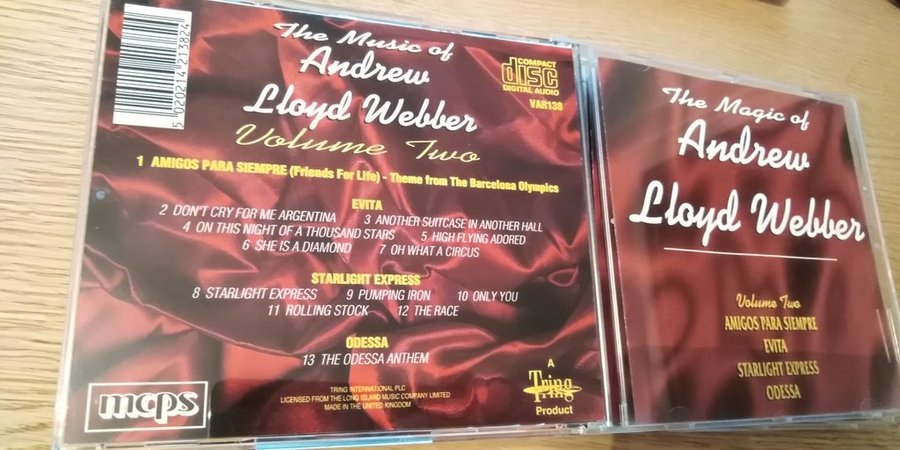 5 020214 213824
The Music of
Andrew
Lloyd Webber
Volume Two
COMPACT
disc
DIGITAL AUDIO
VAR138
1 AMIGOS PARA SIEMPRE (Friends For Life) - Theme from The Barcelona Olympics
EVITA
2 DON'T CRY FOR ME ARGENTINA 3 ANOTHER SUITCASE IN ANOTHER HALL
4 ON THIS NIGHT OF A THOUSAND STARS 5 HIGH FLYING ADORED
6 SHE IS A DIAMOND 7 OH WHAT A CIRCUS
STARLIGHT EXPRESS
8 STARLIGHT EXPRESS 9 PUMPING IRON 10 ONLY YOU
11 ROLLING STOCK 12 THE RACE
ODESSA
13 THE ODESSA ANTHEM
TRING INTERNATIONAL PLC
LICENSED FROM THE LONG ISLAND MUSIC COMPANY LIMITED
MADE IN THE UNITED KINGDOM
mcps
A
Tring
Tring
Product
The Magic of
Andrew
Lloyd Webber
Volume Two
AMIGOS PARA SIEMPRE
EVITA
STARLIGHT EXPRESS
ODESSA